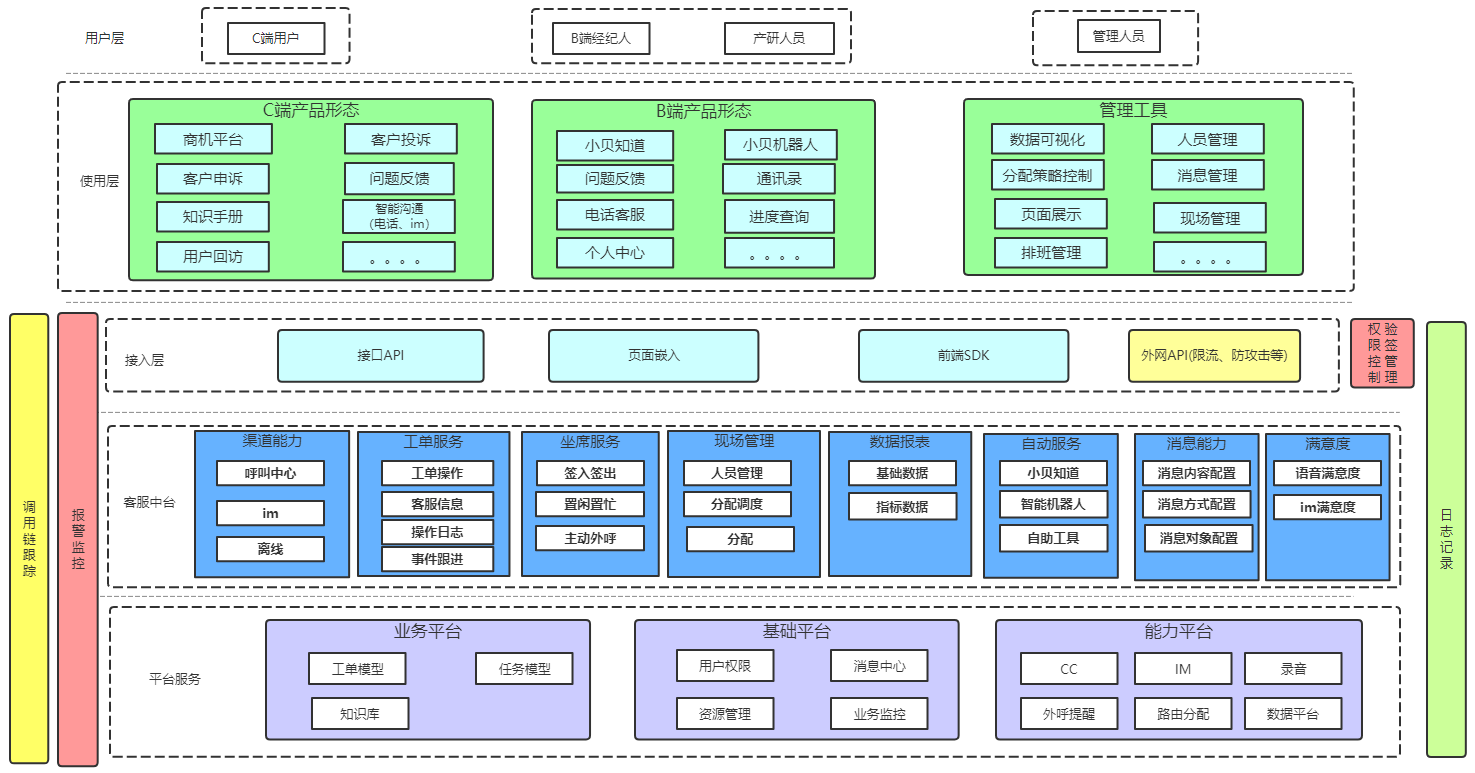 用户层
C端用户
B端经纪人
产研人员
管理人员
使用层
C端产品形态
商机平台
客户投诉
客户申诉
问题反馈
知识手册
智能沟通
（电话、im）
用户回访
。。。。
B端产品形态
小贝知道
小贝机器人
问题反馈
通讯录
电话客服
进度查询
个人中心
。。。。
管理工具
数据可视化
人员管理
分配策略控制
消息管理
页面展示
现场管理
排班管理
。。。。
调用链跟踪
报警监控
接入层
接口API
页面嵌入
前端SDK
外网API(限流、防攻击等)
权限控制
验签管理
日志记录
客服中台
渠道能力
呼叫中心
im
离线
工单服务
工单操作
客服信息
操作日志
事件跟进
坐席服务
签入签出
置闲置忙
主动外呼
现场管理
人员管理
分配调度
分配
数据报表
基础数据
指标数据
自动服务
小贝知道
智能机器人
自助工具
消息能力
消息内容配置
消息方式配置
消息对象配置
满意度
语音满意度
im满意度
平台服务
业务平台
工单模型
任务模型
知识库
基础平台
用户权限
消息中心
资源管理
业务监控
能力平台
CC
IM
录音
外呼提醒
路由分配
数据平台